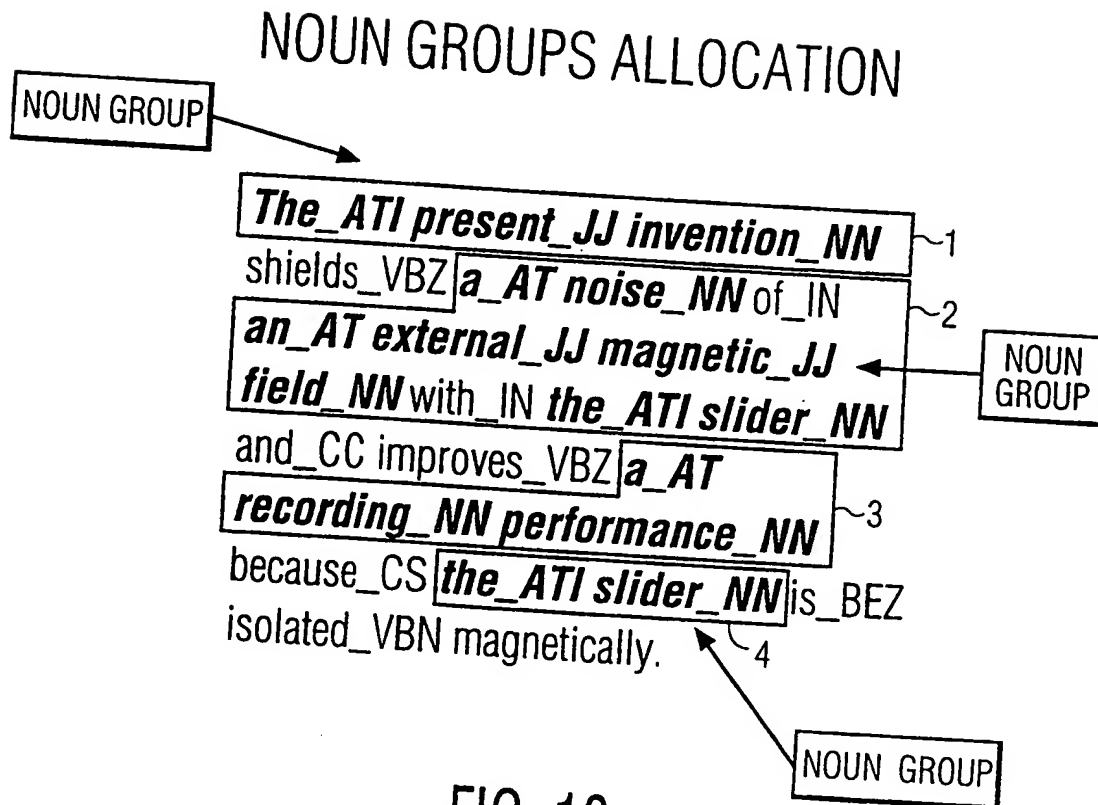 NOUN GROUPS ALLOCATION
NOUN GROUP
The_ATI present_JJ invention_NN
~1
shields_VBZ a_AT noise_NN of_IN
~2
an_AT external_JJ magnetic_JJ
NOUN
GROUP
field_NN with_IN the_ATI slider_NN
and_CC improves_VBZ a_AT
~3
recording_NN performance_NN
because_CS the_ATI slider_NN is_BEZ
isolated_VBN magnetically.
4
NOUN GROUP